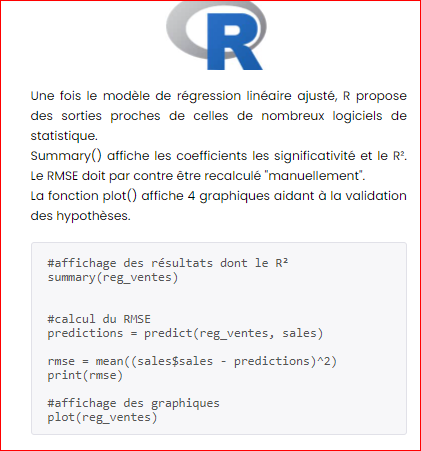 R
Une fois le modèle de régression linéaire ajusté, R propose
des sorties proches de celles de nombreux logiciels de
statistique.
Summary() affiche les coefficients les significativité et le R².
Le RMSE doit par contre être recalculé "manuellement".
La fonction plot() affiche 4 graphiques aidant à la validation
des hypothèses.
#affichage des résultats dont le R²
summary(reg_ventes)
#calcul du RMSE
predictions = predict(reg_ventes, sales)
rmse = mean((sales$sales - predictions)^2)
print(rmse)
#affichage des graphiques
plot(reg_ventes)